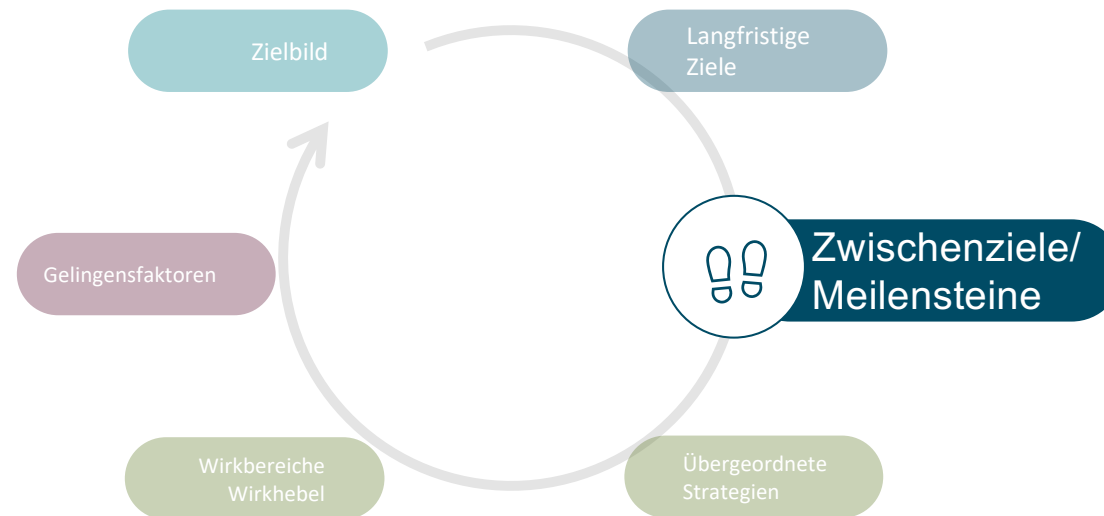 Zielbild
Langfristige
Ziele
Zwischenziele/
Meilensteine
Übergeordnete
Strategien
Wirkbereiche
Wirkhebel
Gelingensfaktoren